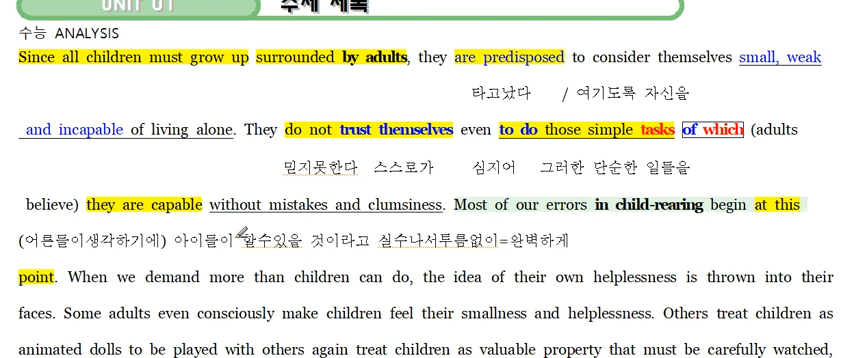 UNIT 01
주제 제목
수능 ANALYSIS
Since all children must grow up surrounded by adults, they are predisposed to consider themselves small, weak
타고났다 / 여기도록 자신을
and incapable of living alone. They do not trust themselves even to do those simple tasks of which (adults
믿지못한다 스스로가 심지어 그러한 단순한 일들을
believe) they are capable without mistakes and clumsiness. Most of our errors in child-rearing begin at this
(어른들이생각하기에) 아이들이 할수있을 것이라고 실수나서투름없이=완벽하게
point. When we demand more than children can do, the idea of their own helplessness is thrown into their
faces. Some adults even consciously make children feel their smallness and helplessness. Others treat children as
animated dolls to be played with others again treat children as valuable property that must be carefully watched,